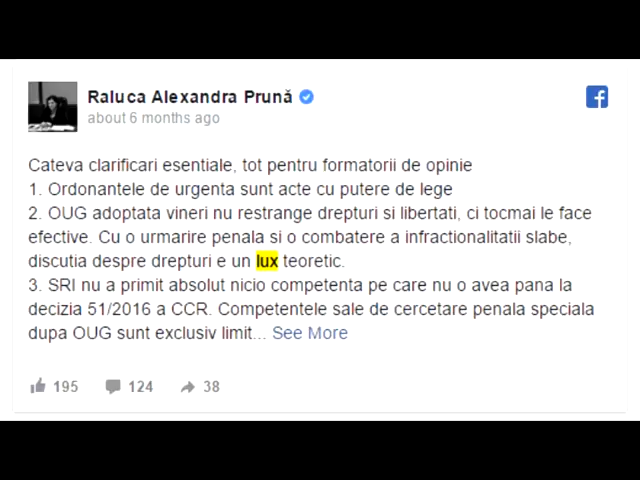 Raluca Alexandra Prună
about 6 months ago
Cateva clarificari esentiale, tot pentru formatorii de opinie
1. Ordonantele de urgenta sunt acte cu putere de lege
2. OUG adoptata vineri nu restrange drepturi si libertati, ci tocmai le face
efective. Cu o urmarire penala si o combatere a infractionalitatii slabe,
discutia despre drepturi e un lux teoretic.
3. SRI nu a primit absolut nicio competenta pe care nu o avea pana la
decizia 51/2016 a CCR. Competentele sale de cercetare penala speciala
dupa OUG sunt exclusiv limit... See More
195 124 38